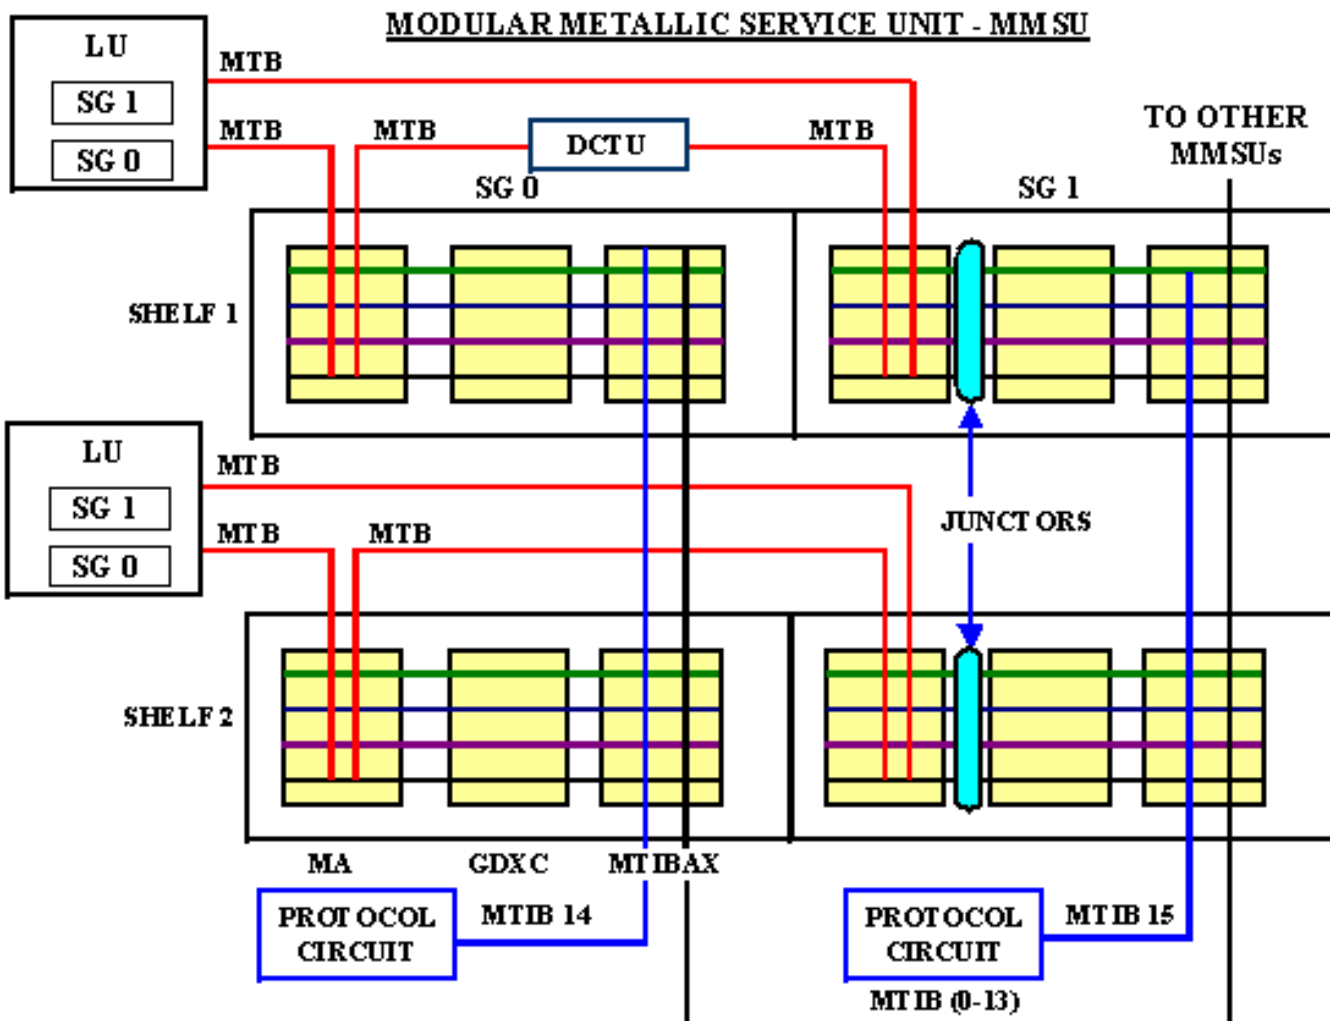 MODULAR METALLIC SERVICE UNIT - MMSU
LU
SG 1
SG 0
MTB
MTB
MTB
DCTU
MTB
TO OTHER
MMSUs
SG 0
SG 1
SHELF 1
LU
SG 1
SG 0
MTB
MTB
MTB
JUNCTORS
SHELF 2
MA
GDXC
MTIBAX
PROTOCOL
CIRCUIT
MTIB 14
PROTOCOL
CIRCUIT
MTIB 15
MTIB (0-13)